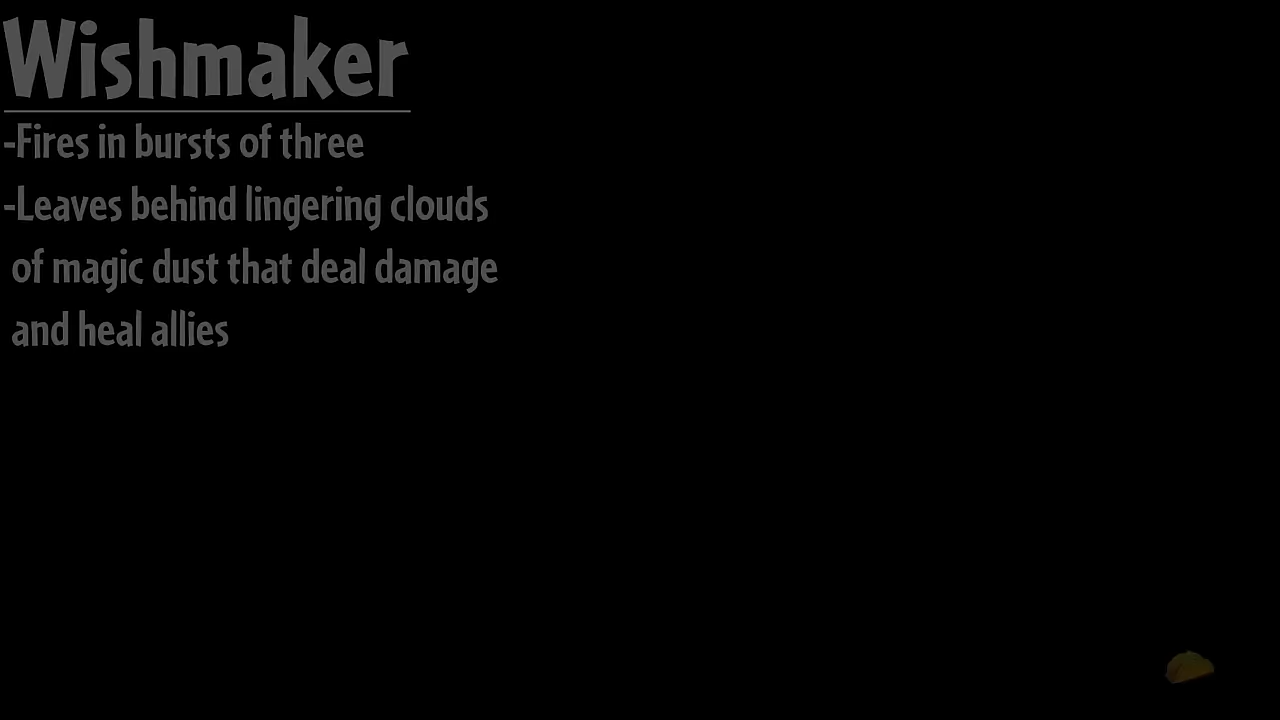 Wishmaker
-Fires in bursts of three
-Leaves behind lingering clouds
of magic dust that deal damage
and heal allies